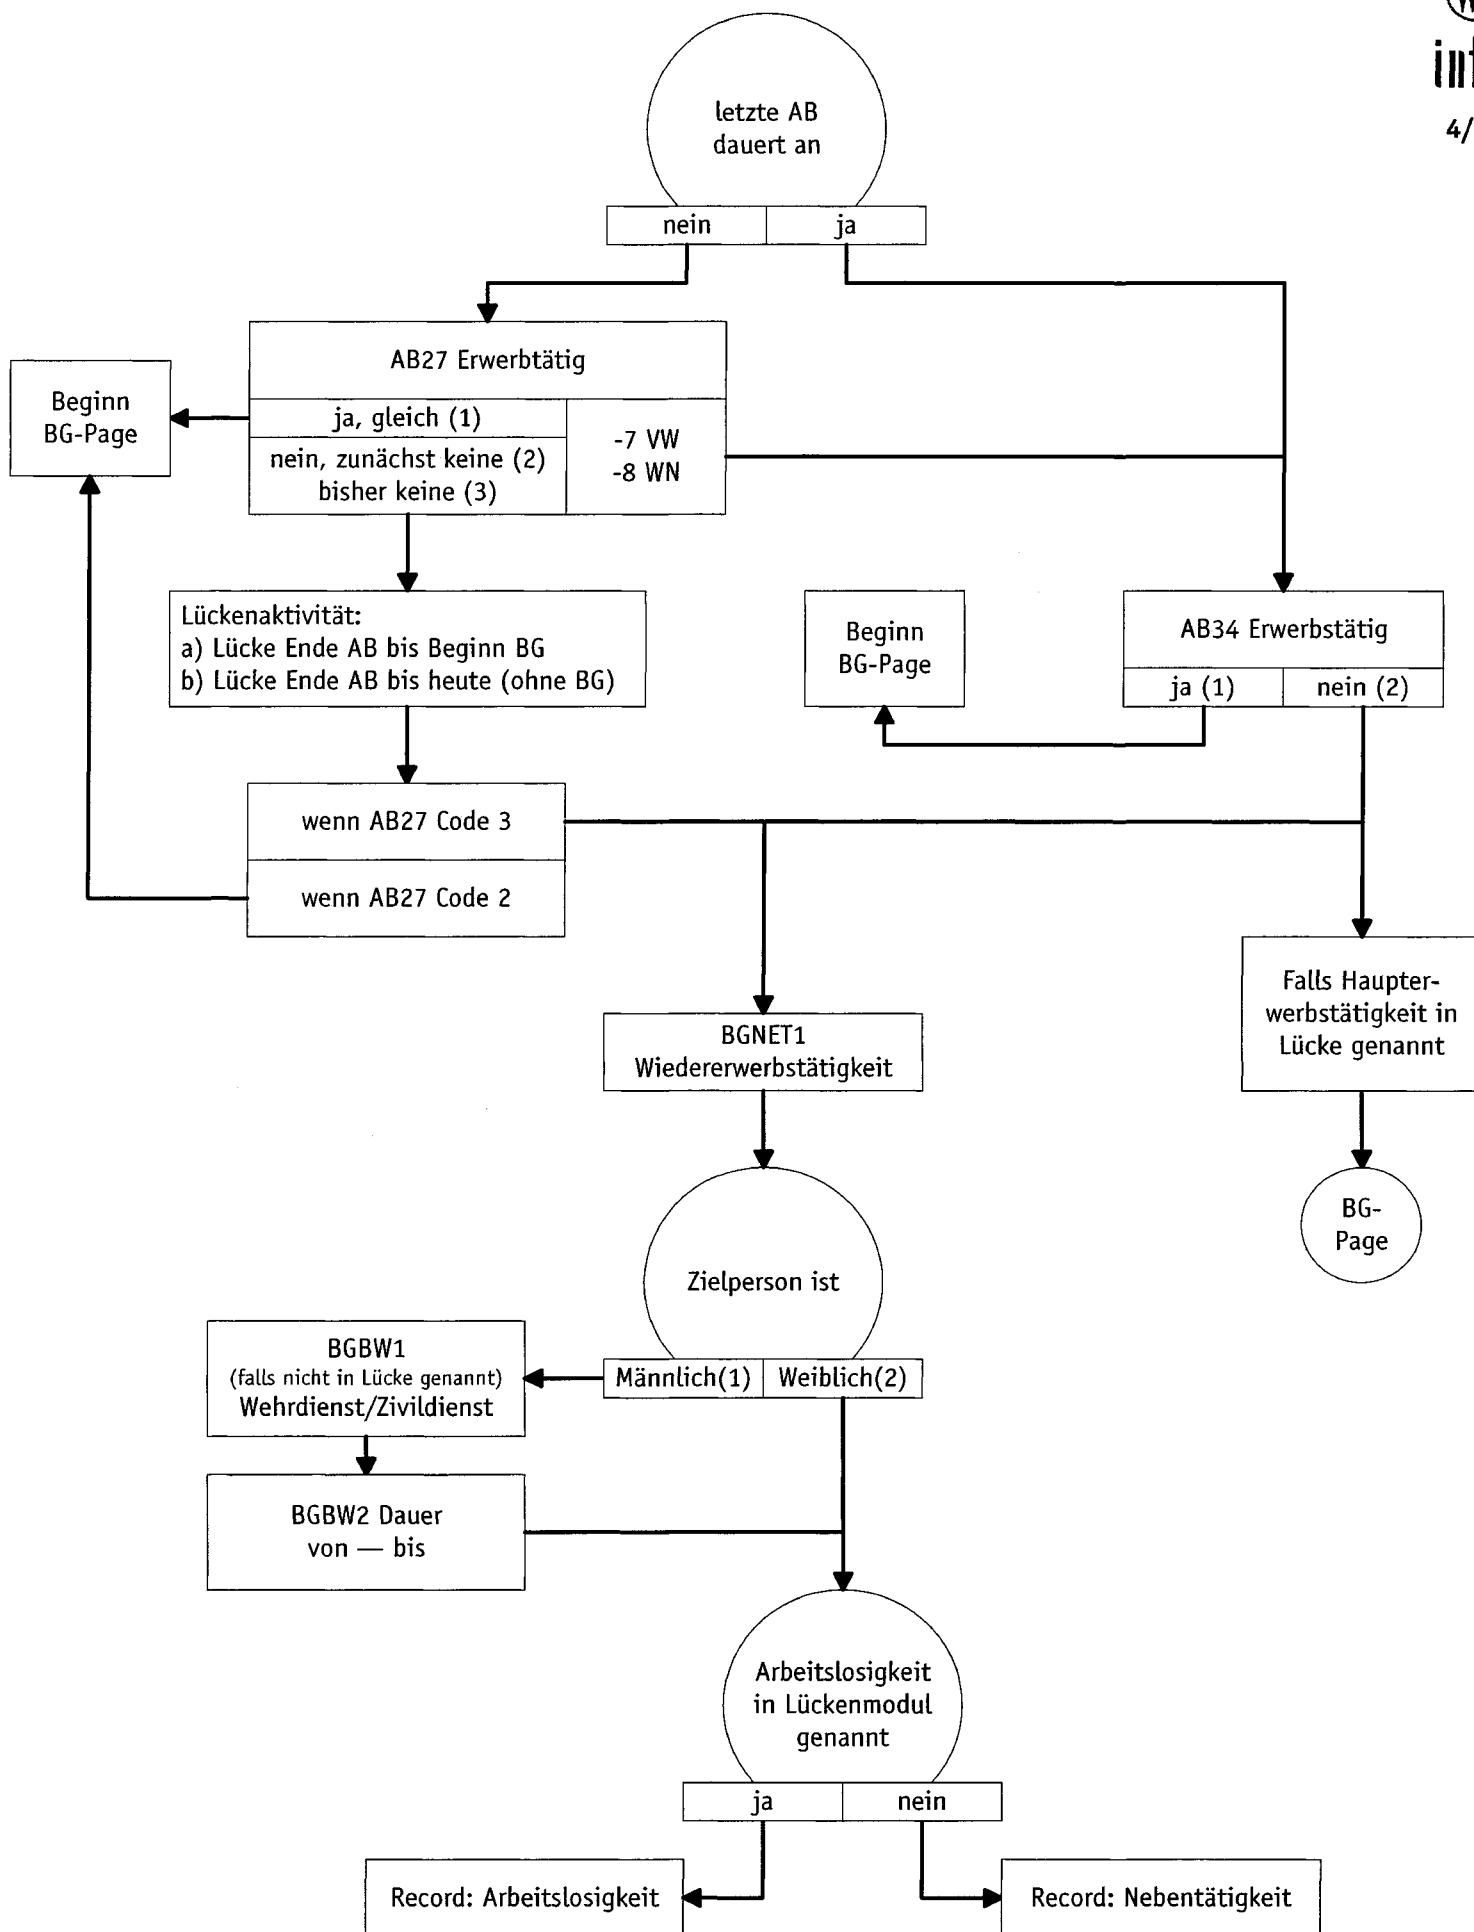 4/
letzte AB
dauert an
nein
ja
AB27 Erwerbtätig
Beginn
BG-Page
ja, gleich (1)
nein, zunächst keine (2)
bisher keine (3)
-7 VW
-8 WN
Lückenaktivität:
a) Lücke Ende AB bis Beginn BG
b) Lücke Ende AB bis heute (ohne BG)
Beginn
BG-Page
AB34 Erwerbstätig
ja (1)
nein (2)
wenn AB27 Code 3
wenn AB27 Code 2
Falls Haupter-
werbstätigkeit in
Lücke genannt
BGNET1
Wiedererwerbstätigkeit
BG-
Page
Zielperson ist
Männlich(1)
Weiblich(2)
BGBW1
(falls nicht in Lücke genannt)
Wehrdienst/Zivildienst
BGBW2 Dauer
von — bis
Arbeitslosigkeit
in Lückenmodul
genannt
ja
nein
Record: Arbeitslosigkeit
Record: Nebentätigkeit